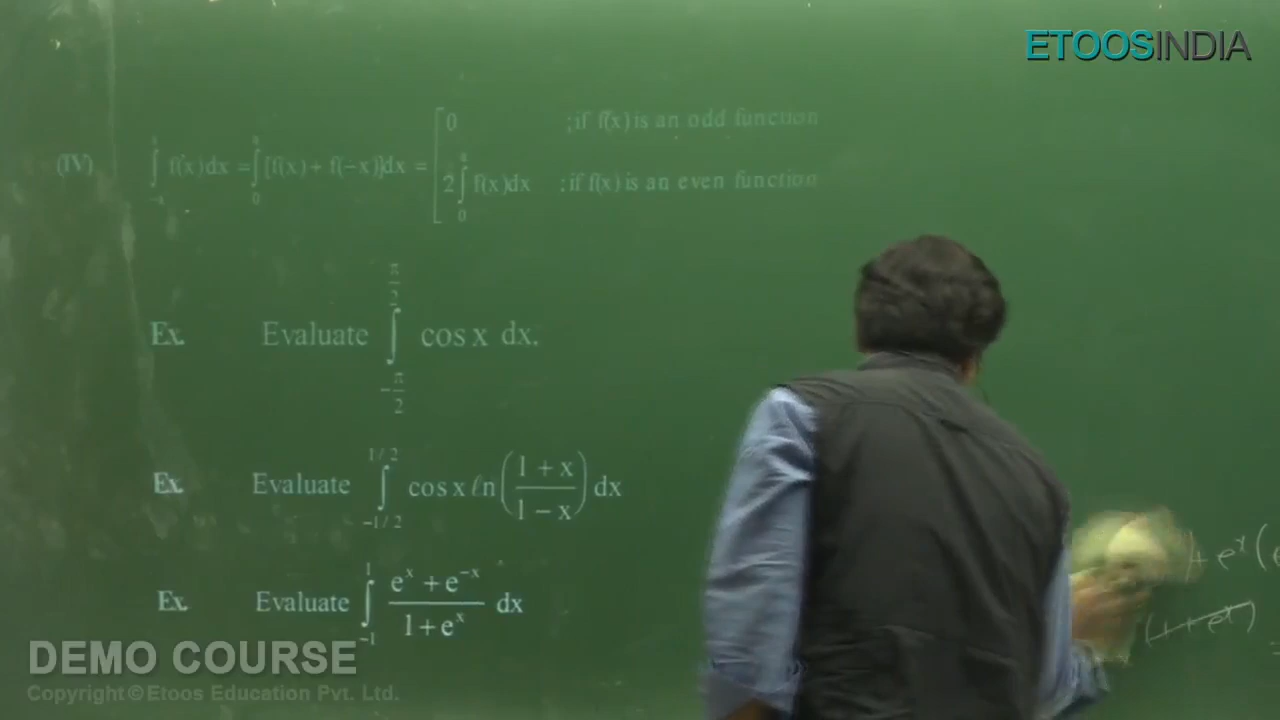 ETOOSINDIA
(IV) ∫_{-a}^{a} f(x)dx = ∫_{0}^{a} [f(x) + f(−x)]dx = [ 0 ; if f(x) is an odd function
2∫_{0}^{a} f(x)dx ; if f(x) is an even function
Ex. Evaluate ∫_{-π/2}^{π/2} cos x dx.
Ex. Evaluate ∫_{-1/2}^{1/2} cos x ℓn((1 + x)/(1 − x)) dx
+ e^x (
Ex. Evaluate ∫_{-1}^{1} (e^x + e^{-x})/(1 + e^x) dx
(1+e^x)
DEMO COURSE
Copyright © Etoos Education Pvt. Ltd.